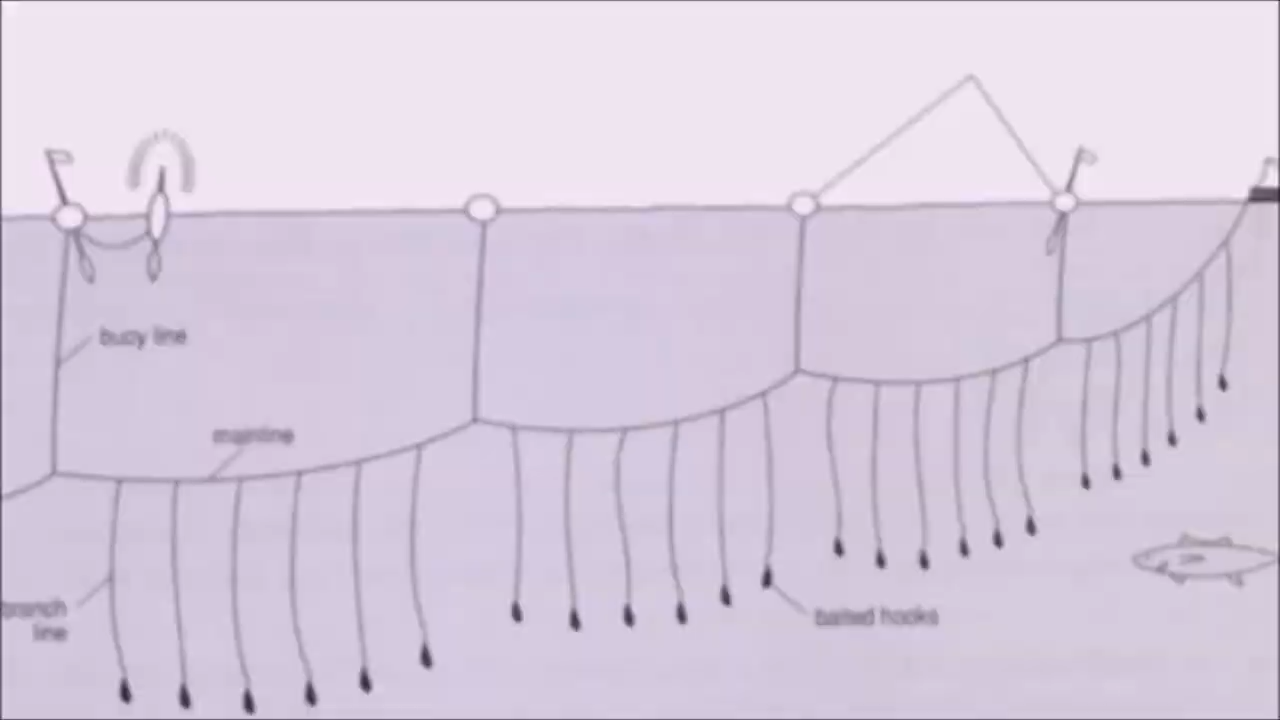 buoy line
mainline
branch
line
baited hooks